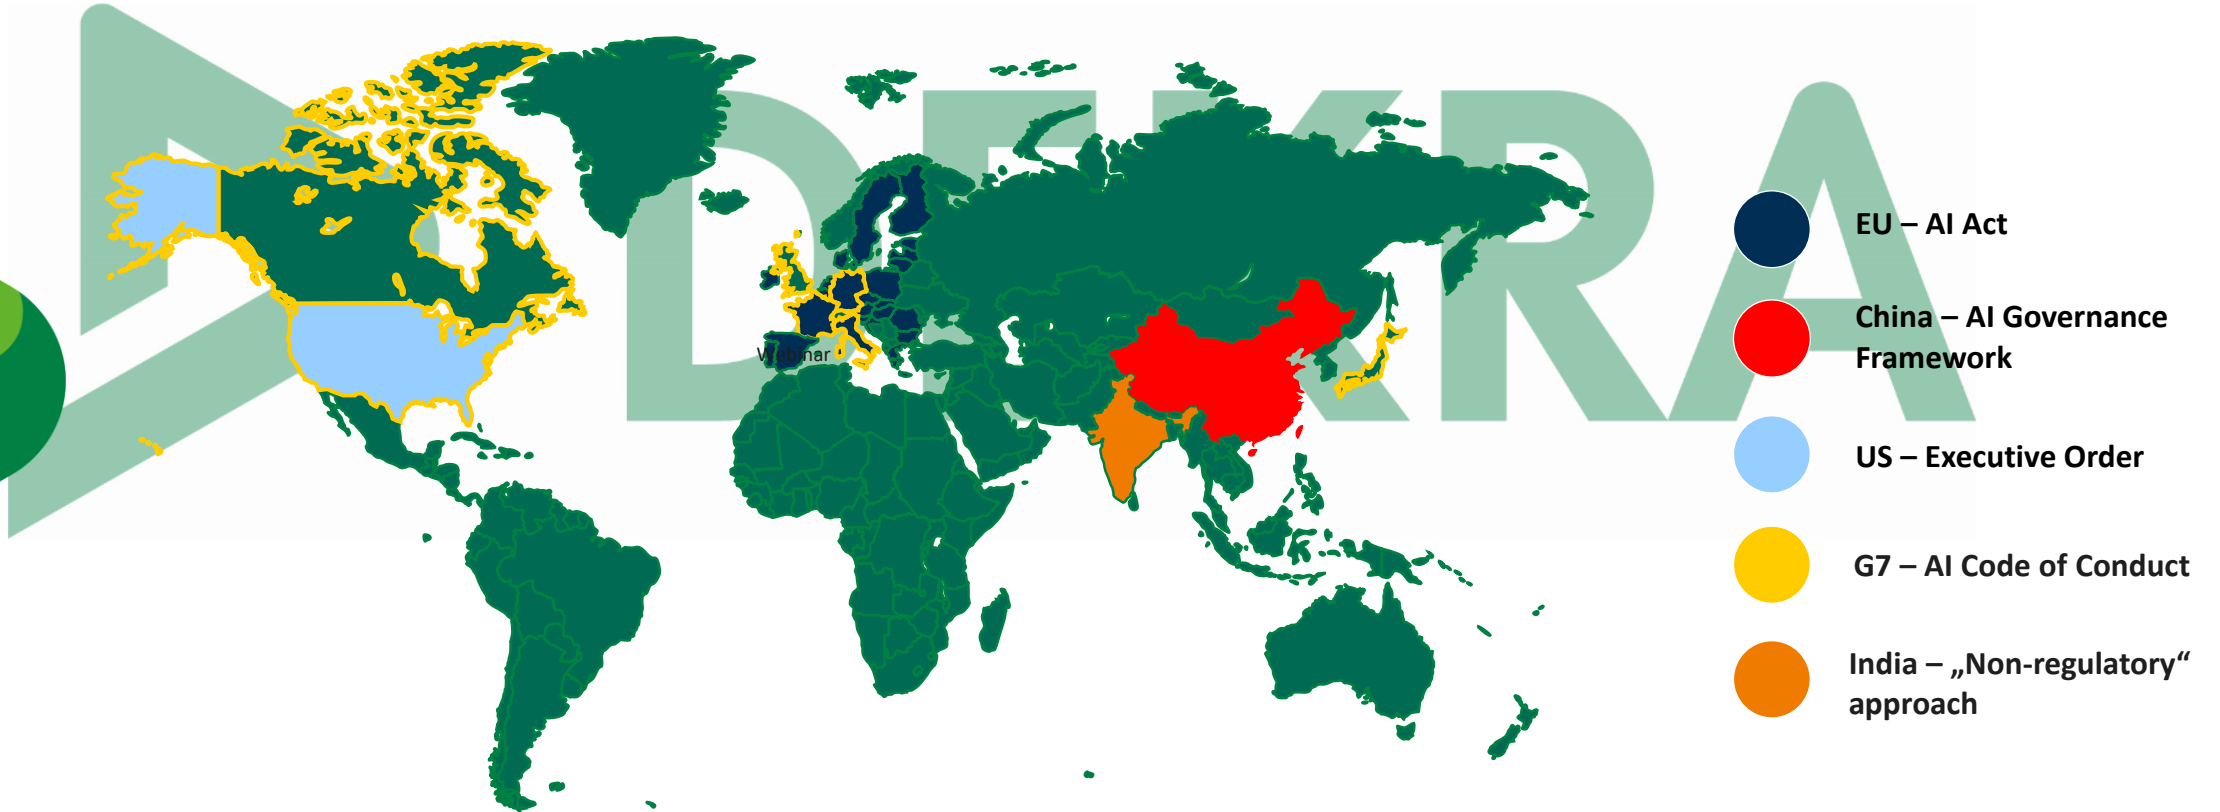 DEKRA
Webinar
EU – AI Act
China – AI Governance
Framework
US – Executive Order
G7 – AI Code of Conduct
India – „Non-regulatory“
approach